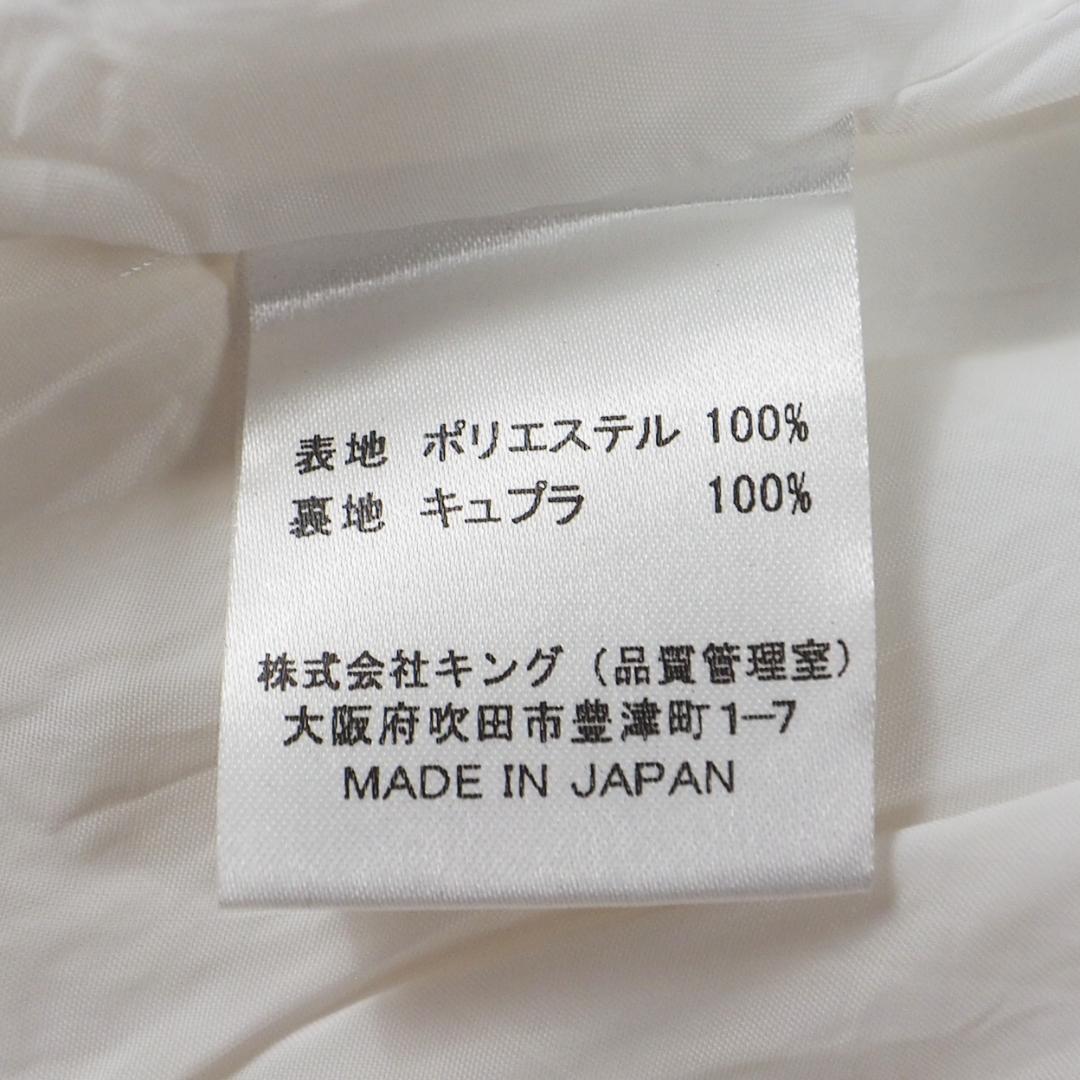 表地 ポリエステル 100%
裏地 キュプラ 100%
株式会社キング (品質管理室)
大阪府吹田市豊津町1-7
MADE IN JAPAN